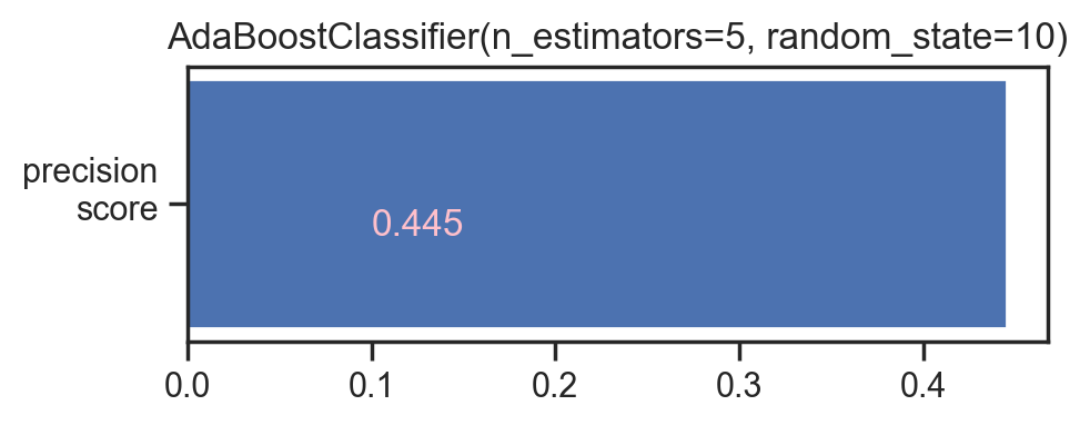 AdaBoostClassifier(n_estimators=5, random_state=10)
precision
score
0.445
0.0 0.1 0.2 0.3 0.4